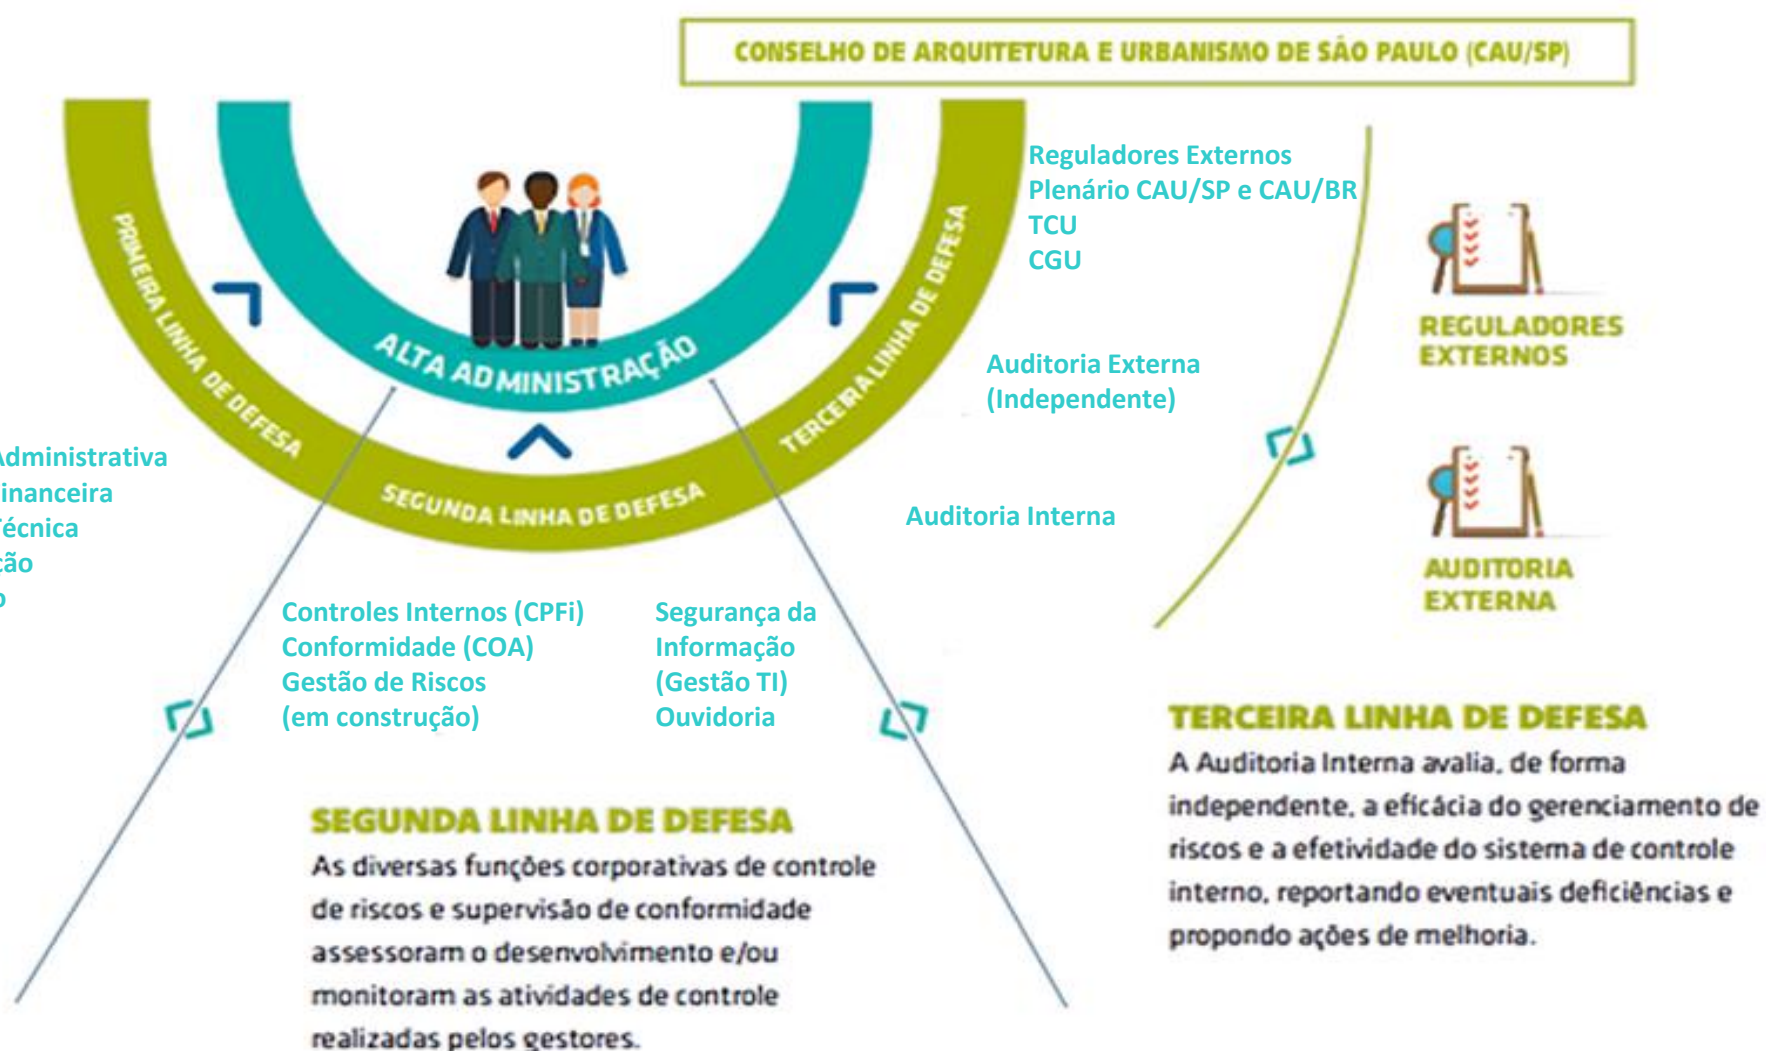 CONSELHO DE ARQUITETURA E URBANISMO DE SÃO PAULO (CAU/SP)
PRIMEIRA LINHA DE DEFESA
ALTA ADMINISTRAÇÃO
SEGUNDA LINHA DE DEFESA
TERCEIRA LINHA DE DEFESA
Reguladores Externos
Plenário CAU/SP e CAU/BR
TCU
CGU
REGULADORES
EXTERNOS
Auditoria Externa
(Independente)
Auditoria Interna
AUDITORIA
EXTERNA
Administrativa
inanceira
Técnica
ção
o
Controles Internos (CPFi)
Conformidade (COA)
Gestão de Riscos
(em construção)
Segurança da
Informação
(Gestão TI)
Ouvidoria
SEGUNDA LINHA DE DEFESA
As diversas funções corporativas de controle
de riscos e supervisão de conformidade
assessoram o desenvolvimento e/ou
monitoram as atividades de controle
realizadas pelos gestores.
TERCEIRA LINHA DE DEFESA
A Auditoria Interna avalia, de forma
independente, a eficácia do gerenciamento de
riscos e a efetividade do sistema de controle
interno, reportando eventuais deficiências e
propondo ações de melhoria.